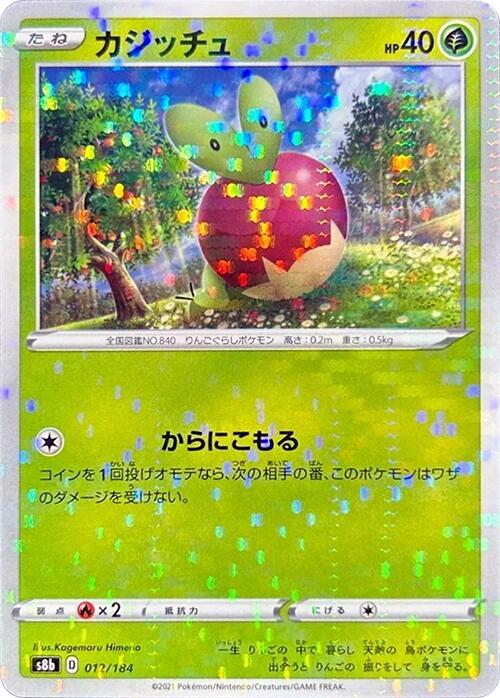 たね カジッチュ HP40
全国図鑑NO.840 りんごぐらしポケモン 高さ:0.2m 重さ:0.5kg
からにこもる
コインを1回投げオモテなら、次の相手の番、このポケモンはワザ
のダメージを受けない。
弱点 ×2 抵抗力 にげる
Illus.Kagemaru Himeno
一生 りんごの 中で 暮らし 天敵の 鳥ポケモンに
出会うと りんごの 振りをして 身を守る。
s8b D 012/184
©2021 Pokémon/Nintendo/Creatures/GAME FREAK.